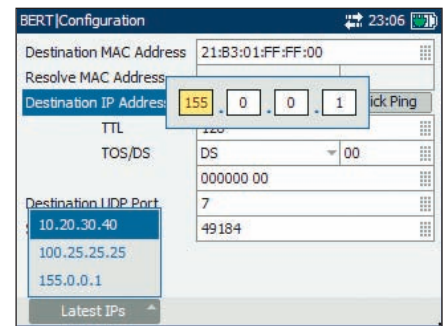 BERT|Configuration 23:06
Destination MAC Address 21:B3:01:FF:FF:00
Resolve MAC Address
Destination IP Address 155 . 0 . 0 . 1 ick Ping
TTL 128
TOS/DS DS 00
000000 00
Destination UDP Port 7
49184
10.20.30.40
100.25.25.25
155.0.0.1
Latest IPs